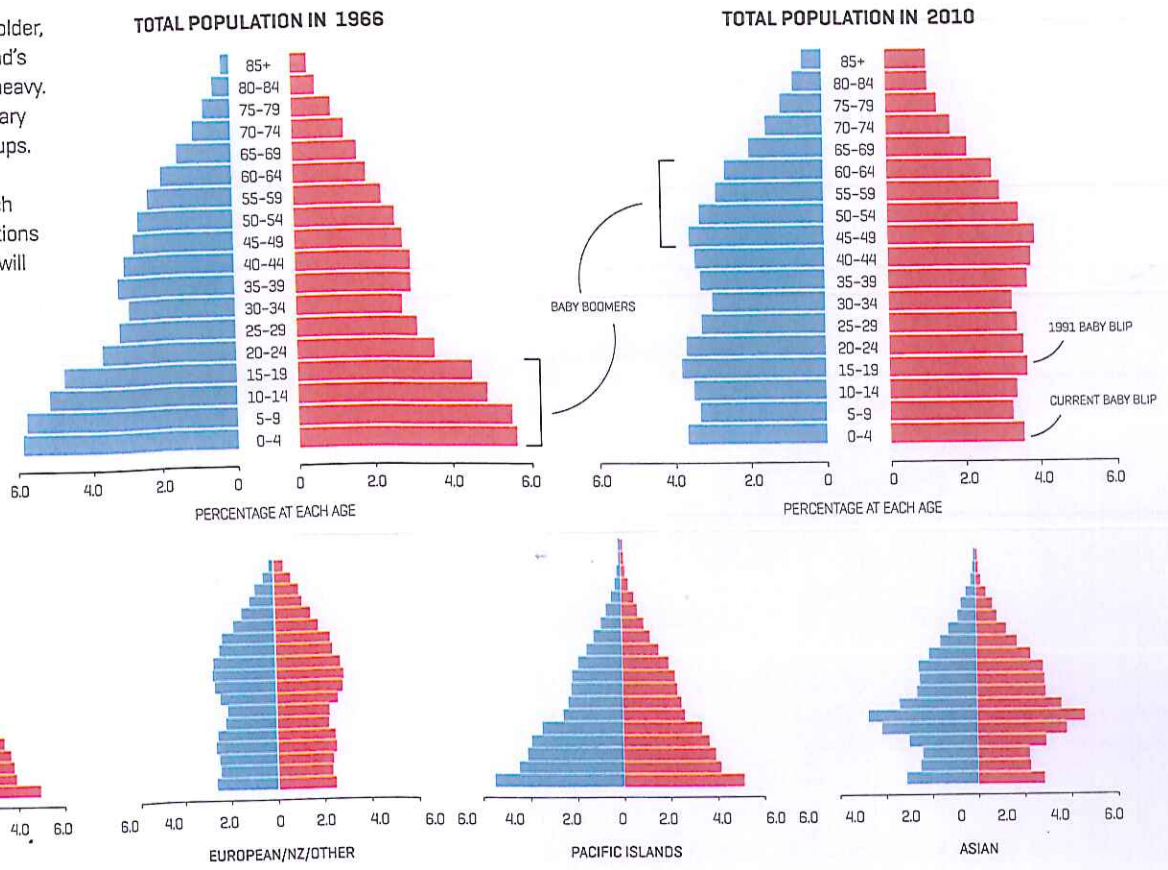 older,
nd's
heavy.
ary
ups.
ch
tions
will
TOTAL POPULATION IN 1966
85+
80–84
75–79
70–74
65–69
60–64
55–59
50–54
45–49
40–44
35–39
30–34
25–29
20–24
15–19
10–14
5–9
0–4
6.0 4.0 2.0 0 0 2.0 4.0 6.0
PERCENTAGE AT EACH AGE
BABY BOOMERS
TOTAL POPULATION IN 2010
85+
80–84
75–79
70–74
65–69
60–64
55–59
50–54
45–49
40–44
35–39
30–34
25–29
20–24
15–19
10–14
5–9
0–4
1991 BABY BLIP
CURRENT BABY BLIP
6.0 4.0 2.0 0 0 2.0 4.0 6.0
PERCENTAGE AT EACH AGE
4.0 6.0
6.0 4.0 2.0 0 2.0 4.0 6.0
EUROPEAN/NZ/OTHER
6.0 4.0 2.0 0 2.0 4.0 6.0
PACIFIC ISLANDS
6.0 4.0 2.0 0 2.0 4.0 6.0
ASIAN